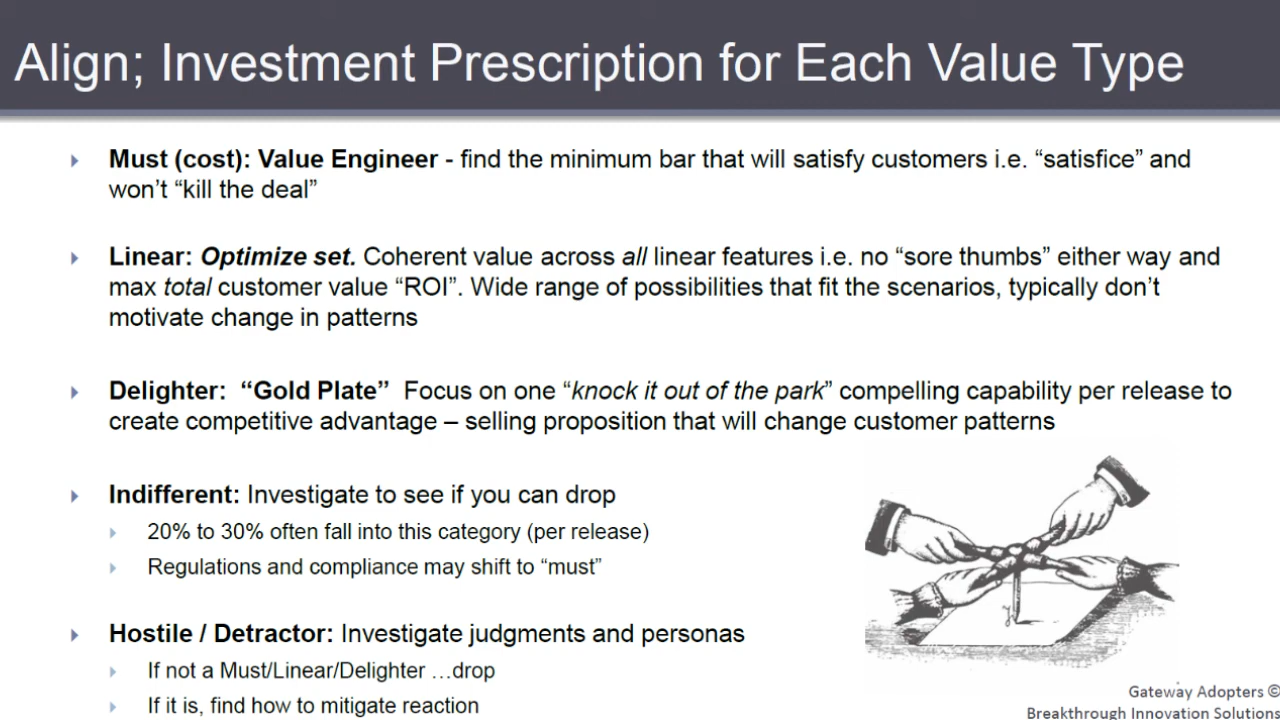 Align; Investment Prescription for Each Value Type
Must (cost): Value Engineer - find the minimum bar that will satisfy customers i.e. “satisfice” and
won’t “kill the deal”
Linear: Optimize set. Coherent value across all linear features i.e. no “sore thumbs” either way and
max total customer value “ROI”. Wide range of possibilities that fit the scenarios, typically don’t
motivate change in patterns
Delighter: “Gold Plate” Focus on one “knock it out of the park” compelling capability per release to
create competitive advantage – selling proposition that will change customer patterns
Indifferent: Investigate to see if you can drop
20% to 30% often fall into this category (per release)
Regulations and compliance may shift to “must”
Hostile / Detractor: Investigate judgments and personas
If not a Must/Linear/Delighter …drop
If it is, find how to mitigate reaction
Gateway Adopters ©
Breakthrough Innovation Solutions